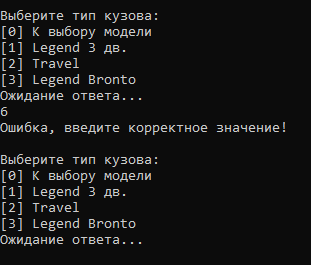 Выберите тип кузова:
[0] К выбору модели
[1] Legend 3 дв.
[2] Travel
[3] Legend Bronto
Ожидание ответа...
6
Ошибка, введите корректное значение!
Выберите тип кузова:
[0] К выбору модели
[1] Legend 3 дв.
[2] Travel
[3] Legend Bronto
Ожидание ответа...